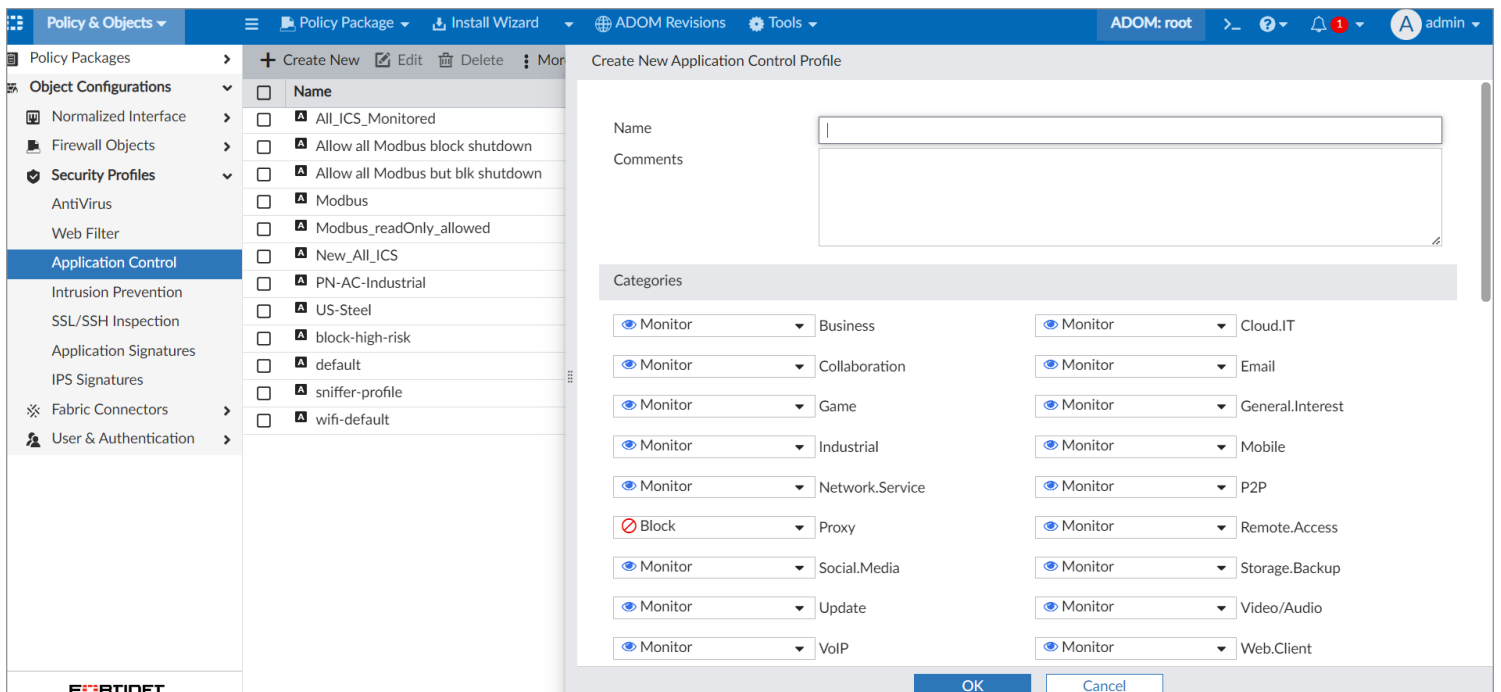 Policy & Objects
Policy Package
Install Wizard
ADOM Revisions
Tools
ADOM: root
>_
?
1
A
admin
Policy Packages
Object Configurations
Normalized Interface
Firewall Objects
Security Profiles
AntiVirus
Web Filter
Application Control
Intrusion Prevention
SSL/SSH Inspection
Application Signatures
IPS Signatures
Fabric Connectors
User & Authentication
FORTINET
+ Create New Edit Delete Mor
Name
A All_ICS_Monitored
A Allow all Modbus block shutdown
A Allow all Modbus but blk shutdown
A Modbus
A Modbus_readOnly_allowed
A New_All_ICS
A PN-AC-Industrial
A US-Steel
A block-high-risk
A default
A sniffer-profile
A wifi-default
Create New Application Control Profile
Name
Comments
Categories
Monitor Business Monitor Cloud.IT
Monitor Collaboration Monitor Email
Monitor Game Monitor General.Interest
Monitor Industrial Monitor Mobile
Monitor Network.Service Monitor P2P
Block Proxy Monitor Remote.Access
Monitor Social.Media Monitor Storage.Backup
Monitor Update Monitor Video/Audio
Monitor VoIP Monitor Web.Client
OK Cancel